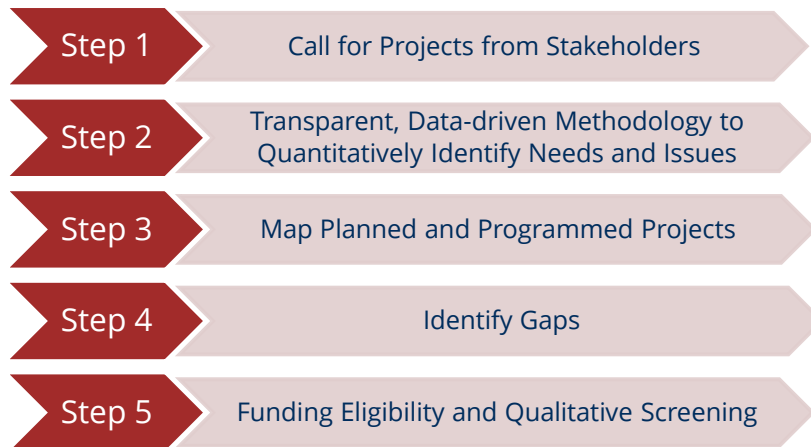 Step 1
Call for Projects from Stakeholders
Step 2
Transparent, Data-driven Methodology to
Quantitatively Identify Needs and Issues
Step 3
Map Planned and Programmed Projects
Step 4
Identify Gaps
Step 5
Funding Eligibility and Qualitative Screening